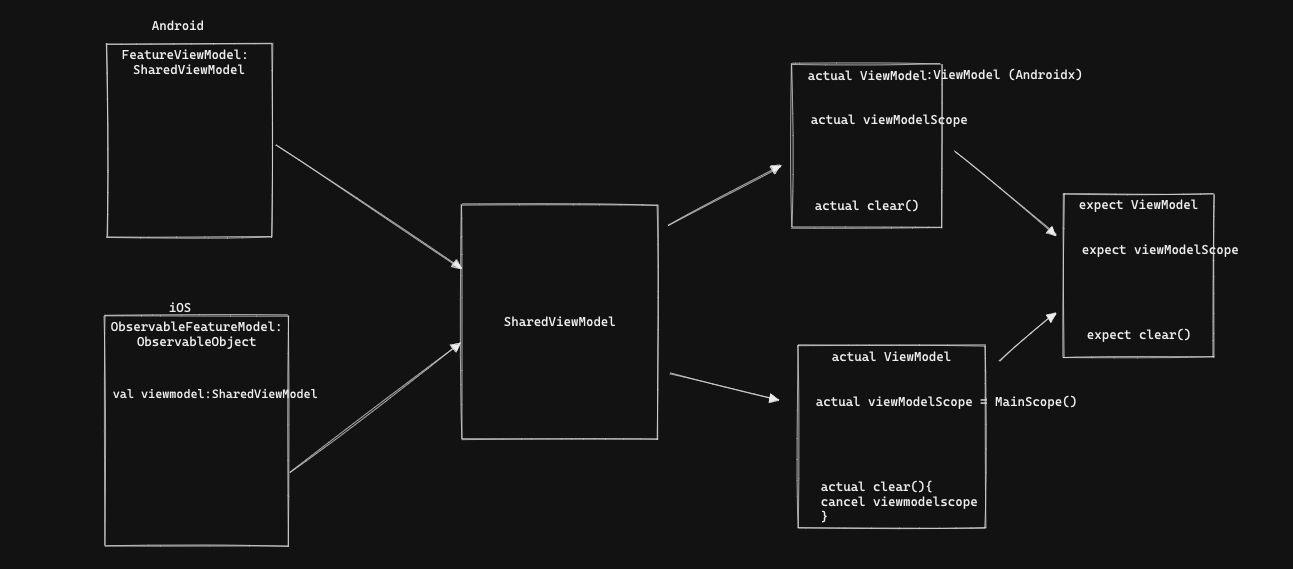 Android
FeatureViewModel:
SharedViewModel
iOS
ObservableFeatureModel:
ObservableObject
val viewmodel:SharedViewModel
SharedViewModel
actual ViewModel:ViewModel (Androidx)
actual viewModelScope
actual clear()
actual ViewModel
actual viewModelScope = MainScope()
actual clear(){
cancel viewmodelscope
}
expect ViewModel
expect viewModelScope
expect clear()